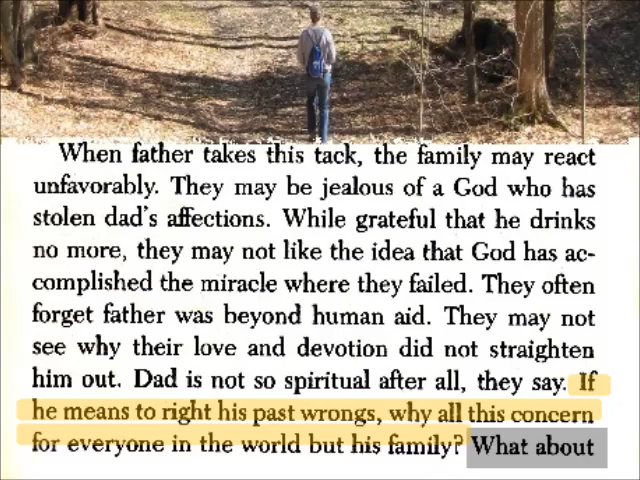 When father takes this tack, the family may react
unfavorably. They may be jealous of a God who has
stolen dad's affections. While grateful that he drinks
no more, they may not like the idea that God has ac-
complished the miracle where they failed. They often
forget father was beyond human aid. They may not
see why their love and devotion did not straighten
him out. Dad is not so spiritual after all, they say. If
he means to right his past wrongs, why all this concern
for everyone in the world but his family? What about